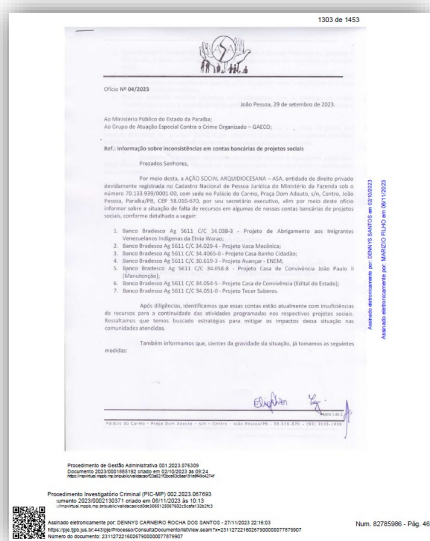 1303 de 1453
ASA
Ofício Nº 04/2023
João Pessoa, 29 de setembro de 2023.
Ao Ministério Público do Estado da Paraíba;
Ao Grupo de Atuação Especial Contra o Crime Organizado – GAECO;
Ref.: Informação sobre inconsistências em contas bancárias de projetos sociais
Prezados Senhores,
Por meio desta, a AÇÃO SOCIAL ARQUIDIOCESANA – ASA, entidade de direito privado
devidamente registrada no Cadastro Nacional de Pessoa Jurídica do Ministério da Fazenda sob o
número 70.133.939/0001-00, com sede no Palácio do Carmo, Praça Dom Adauto, s/n, Centro, João
Pessoa, Paraíba/PB, CEP 58.010-670, por seu secretário executivo, vêm por meio deste ofício
informar sobre a situação de falta de recursos em algumas de nossas contas bancárias de projetos
sociais, conforme detalhado a seguir:
1. Banco Bradesco Ag 5611 C/C 34.038-3 - Projeto de Abrigamento aos Imigrantes
Venezuelanos Indígenas da Etnia Warao;
2. Banco Bradesco Ag 5611 C/C 34.029-4 - Projeto Vaca Mecânica;
3. Banco Bradesco Ag 5611 C/C 34.4065-0 - Projeto Casa Banho Cidadão;
4. Banco Bradesco Ag 5611 C/C 30.619-3 - Projeto Avançar - ENEM;
5. Banco Bradesco Ag 5611 C/C 34.058-8 - Projeto Casa de Convivência João Paulo II
(Manutenção);
6. Banco Bradesco Ag 5611 C/C 34.054-5 - Projeto Casa de Convivência (Edital do Estado);
7. Banco Bradesco Ag 5611 C/C 34.051-0 - Projeto Tecer Saberes.
Após diligências, identificamos que essas contas estão atualmente com insuficiências
de recursos para a continuidade das atividades programadas nos respectivos projetos sociais.
Ressaltamos que temos buscado estratégias para mitigar os impactos dessa situação nas
comunidades atendidas.
Também informamos que, cientes da gravidade da situação, já tomamos as seguintes
medidas:
Palácio do Carmo - Praça Dom Adauto - s/n - Centro - João Pessoa/PB
Assinado eletronicamente por: DENNYS SANTOS em 02/10/2023
Assinado eletronicamente por: MARIZIO FILHO em 06/11/2023
Procedimento de Gestão Administrativa 001.2023.076309
Documento 2023/0001885192 criado em 02/10/2023 às 09:24
Procedimento Investigatório Criminal (PIC-MP) 002.2023.067693
umento 2023/0002130371 criado em 06/11/2023 às 10:13
Assinado eletronicamente por: DENNYS CARNEIRO ROCHA DOS SANTOS - 27/11/2023 22:16:03
Número do documento: 23112722160267900000077879907
Num. 82785986 - Pág. 46